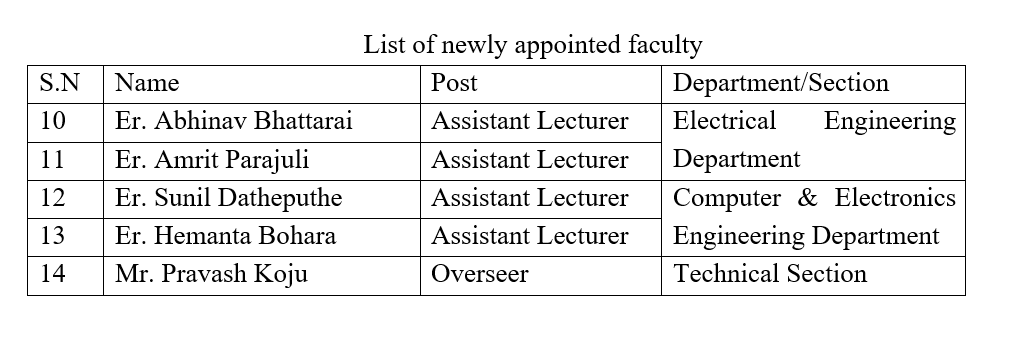 List of newly appointed faculty
S.N Name Post Department/Section
10 Er. Abhinav Bhattarai Assistant Lecturer Electrical Engineering
11 Er. Amrit Parajuli Assistant Lecturer Department
12 Er. Sunil Datheputhe Assistant Lecturer Computer & Electronics
13 Er. Hemanta Bohara Assistant Lecturer Engineering Department
14 Mr. Pravash Koju Overseer Technical Section